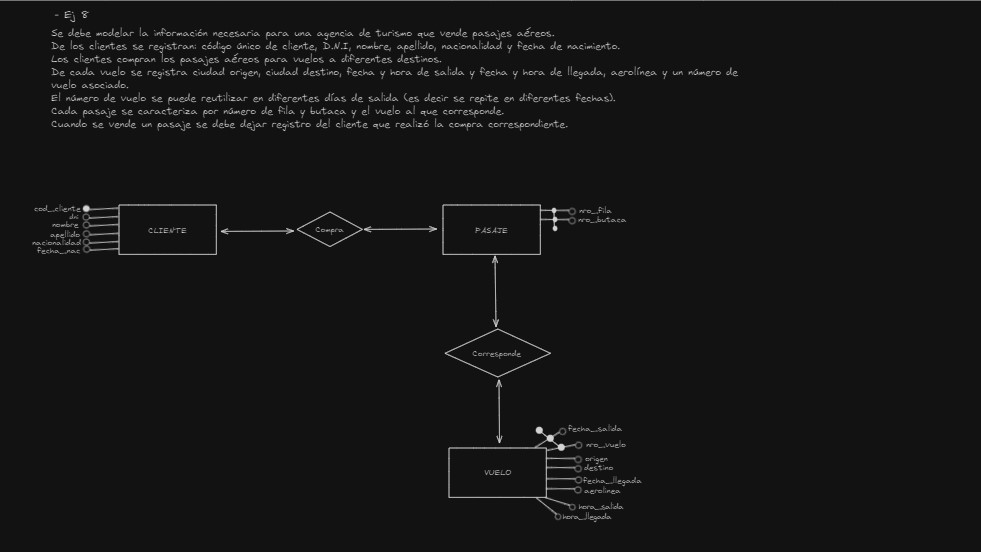 - Ej 8
Se debe modelar la información necesaria para una agencia de turismo que vende pasajes aéreos.
De los clientes se registran: código único de cliente, D.N.I, nombre, apellido, nacionalidad y fecha de nacimiento.
Los clientes compran los pasajes aéreos para vuelos a diferentes destinos.
De cada vuelo se registra ciudad origen, ciudad destino, fecha y hora de salida y fecha y hora de llegada, aerolínea y un número de
vuelo asociado.
El número de vuelo se puede reutilizar en diferentes días de salida (es decir se repite en diferentes fechas).
Cada pasaje se caracteriza por número de fila y butaca y el vuelo al que corresponde.
Cuando se vende un pasaje se debe dejar registro del cliente que realizó la compra correspondiente.
cod_cliente
dni
nombre
apellido
nacionalidad
fecha_nac
CLIENTE
Compra
PASAJE
nro_fila
nro_butaca
Corresponde
VUELO
fecha_salida
nro_vuelo
origen
destino
fecha_llegada
aerolinea
hora_salida
hora_llegada